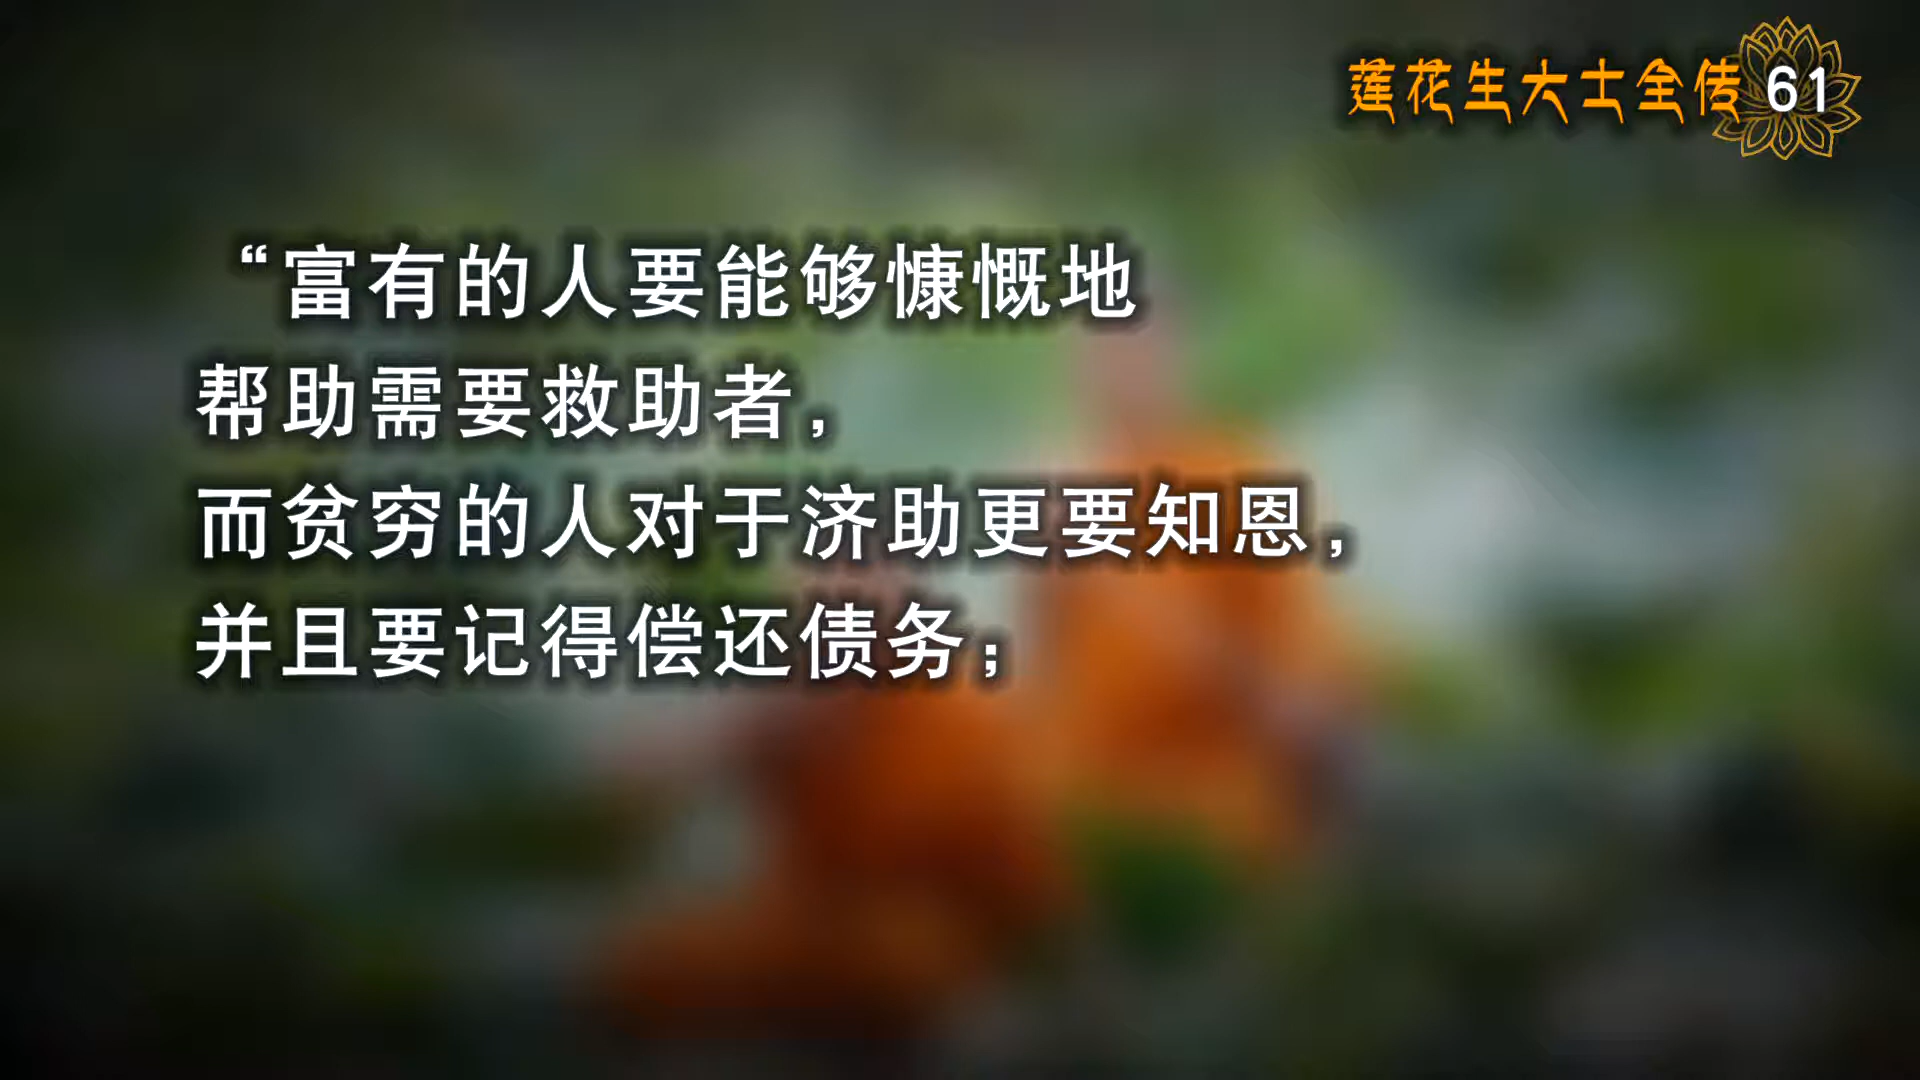 莲花生大士全传 61
“富有的人要能够慷慨地
帮助需要救助者，
而贫穷的人对于济助更要知恩，
并且要记得偿还债务；